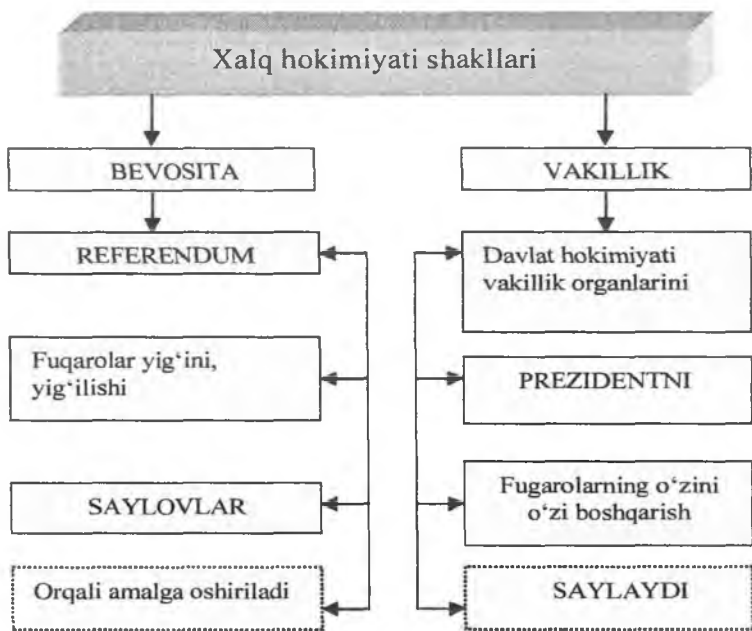 Xalq hokimiyati shakllari
BEVOSITA
VAKILLIK
REFERENDUM
Fuqarolar yig‘ini,
yig‘ilishi
SAYLOVLAR
Orqali amalga oshiriladi
Davlat hokimiyati
vakillik organlarini
PREZIDENTNI
Fugarolarning o‘zini
o‘zi boshqarish
SAYLAYDI